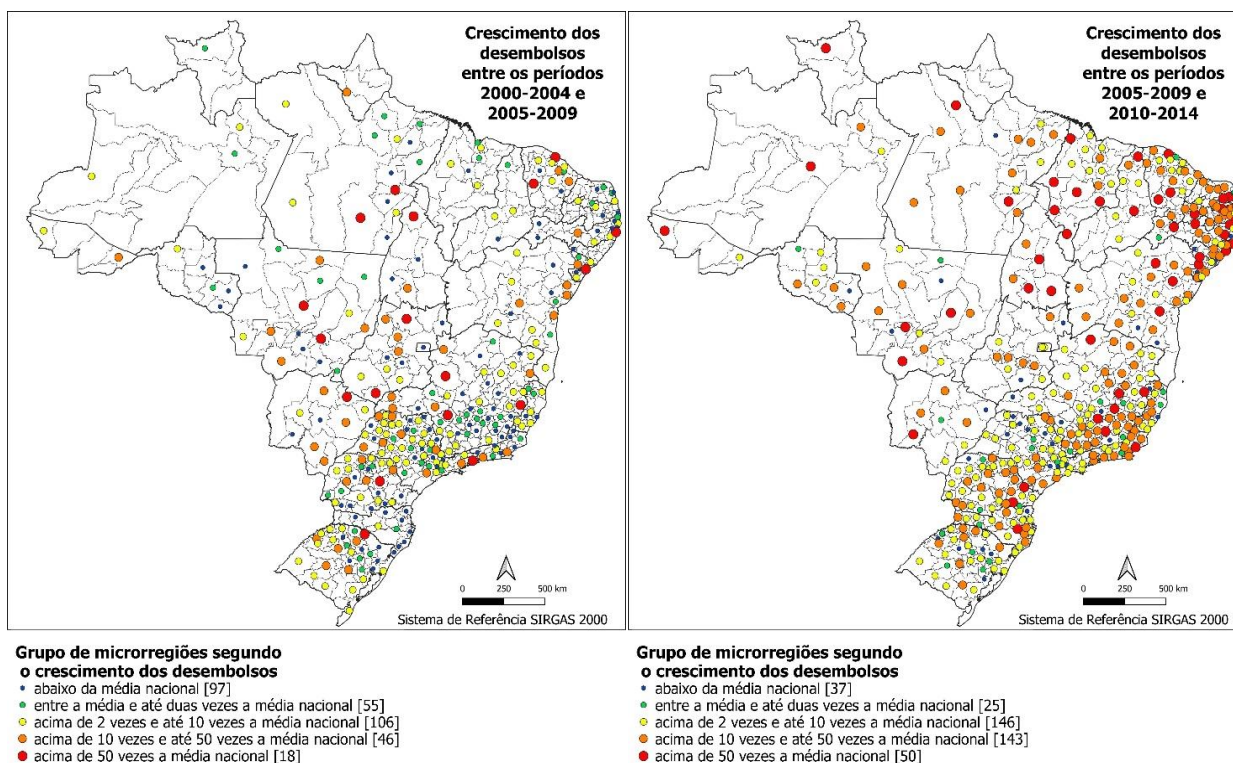 Crescimento dos
desembolsos
entre os períodos
2000-2004 e
2005-2009
0 250 500 km
Sistema de Referência SIRGAS 2000
Crescimento dos
desembolsos
entre os períodos
2005-2009 e
2010-2014
0 250 500 km
Sistema de Referência SIRGAS 2000
Grupo de microrregiões segundo
o crescimento dos desembolsos
abaixo da média nacional [97]
entre a média e até duas vezes a média nacional [55]
acima de 2 vezes e até 10 vezes a média nacional [106]
acima de 10 vezes e até 50 vezes a média nacional [46]
acima de 50 vezes a média nacional [18]
Grupo de microrregiões segundo
o crescimento dos desembolsos
abaixo da média nacional [37]
entre a média e até duas vezes a média nacional [25]
acima de 2 vezes e até 10 vezes a média nacional [146]
acima de 10 vezes e até 50 vezes a média nacional [143]
acima de 50 vezes a média nacional [50]